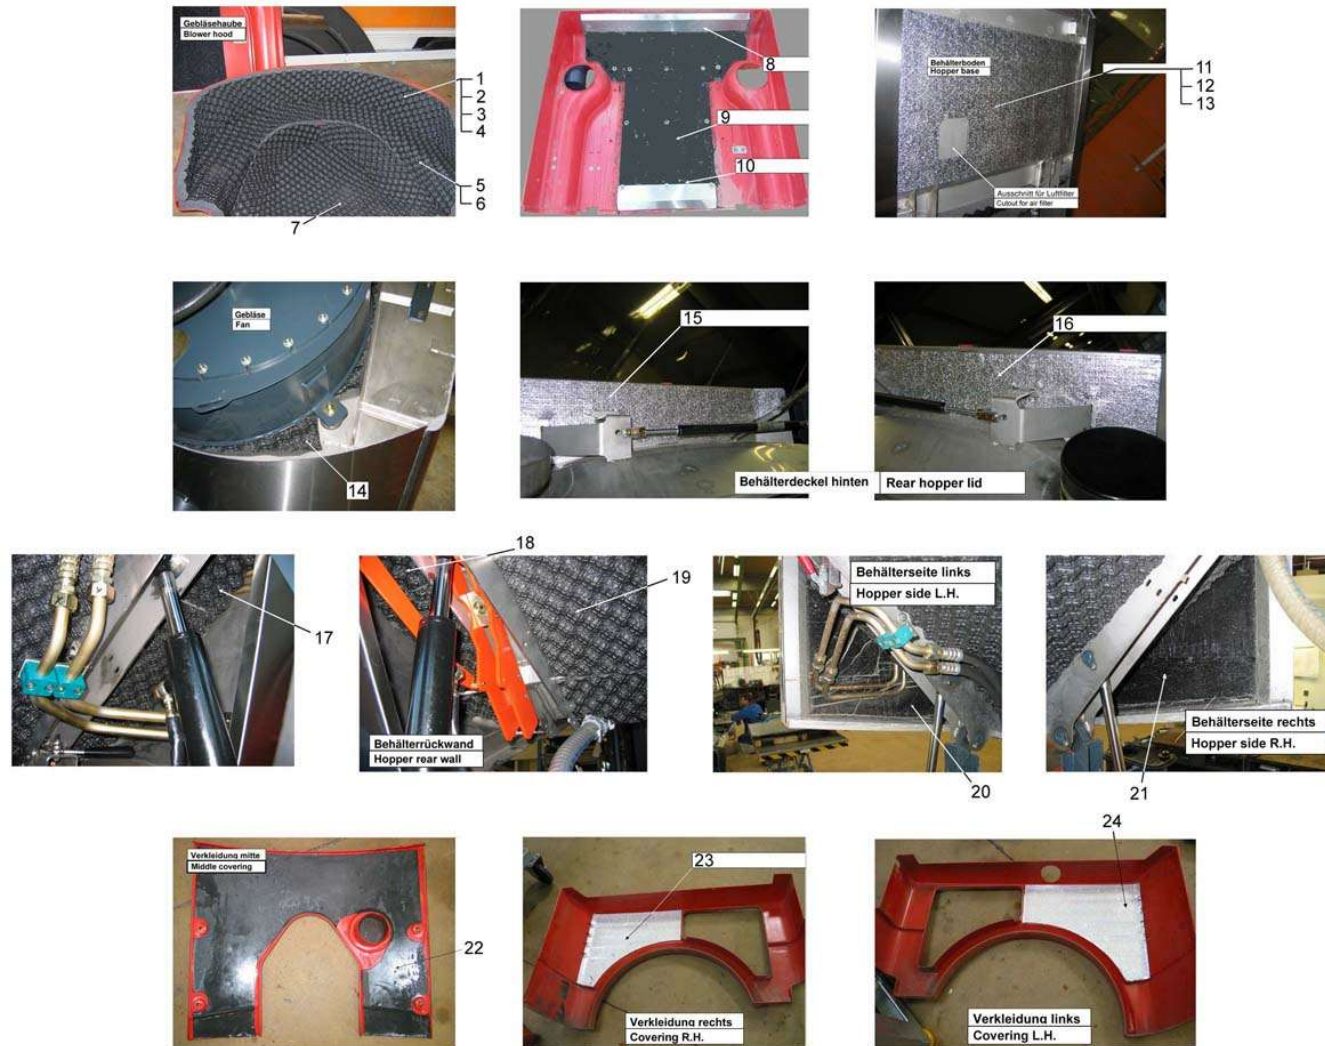 Gebläsehaube
Blower hood
1
2
3
4
5
6
7
8
9
10
Behälterboden
Hopper base
11
12
13
Ausschnitt für Luftfilter
Cutout for air filter
Gebläse
Fan
14
15
16
Behälterdeckel hinten
Rear hopper lid
17
18
19
Behälterrückwand
Hopper rear wall
Behälterseite links
Hopper side L.H.
20
Behälterseite rechts
Hopper side R.H.
21
Verkleidung mitte
Middle covering
22
23
Verkleidung rechts
Covering R.H.
24
Verkleidung links
Covering L.H.